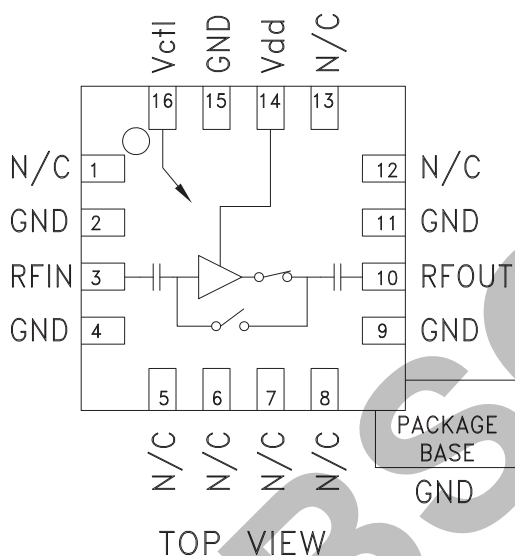 Vctl GND Vdd N/C
16 15 14 13
N/C 1 12 N/C
GND 2 11 GND
RFIN 3 10 RFOUT
GND 4 9 GND
5 6 7 8
N/C N/C N/C N/C
PACKAGE
BASE
GND
TOP VIEW